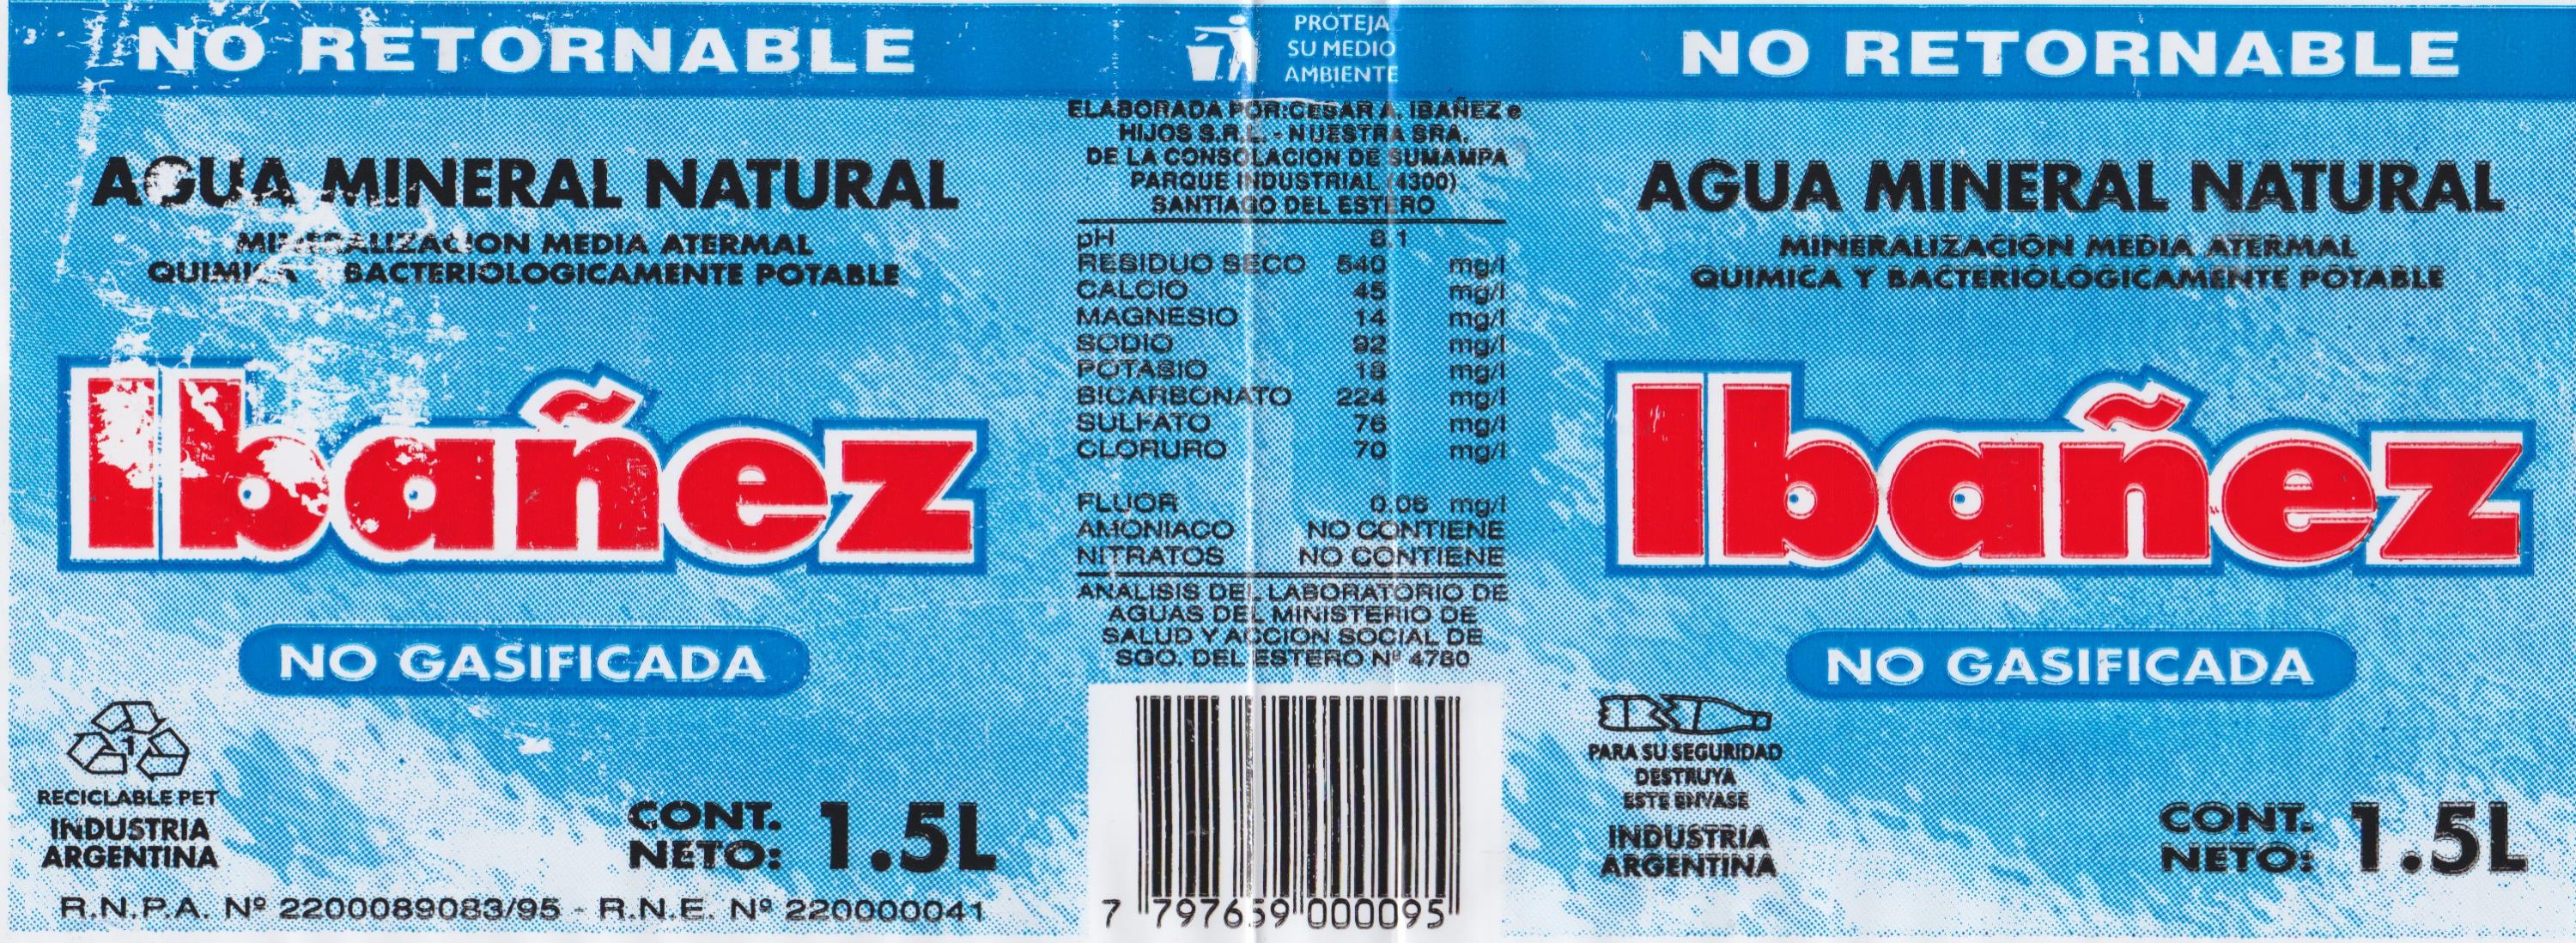 NO RETORNABLE
AGUA MINERAL NATURAL
MINERALIZACION MEDIA ATERMAL
QUIMICA BACTERIOLOGICAMENTE POTABLE
Ibañez
NO GASIFICADA
1
RECICLABLE PET
INDUSTRIA
ARGENTINA
CONT.
NETO: 1.5L
R.N.P.A. Nº 2200089083/95 - R.N.E. Nº 220000041
PROTEJA
SU MEDIO
AMBIENTE
ELABORADA POR:CESAR A. IBAÑEZ e
HIJOS S.R.L. - NUESTRA SRA.
DE LA CONSOLACION DE SUMAMPA
PARQUE INDUSTRIAL (4300)
SANTIAGO DEL ESTERO
pH 8.1
RESIDUO SECO 540 mg/l
CALCIO 45 mg/l
MAGNESIO 14 mg/l
SODIO 92 mg/l
POTASIO 18 mg/l
BICARBONATO 224 mg/l
SULFATO 76 mg/l
CLORURO 70 mg/l
FLUOR 0.06 mg/l
AMONIACO NO CONTIENE
NITRATOS NO CONTIENE
ANALISIS DEL LABORATORIO DE
AGUAS DEL MINISTERIO DE
SALUD Y ACCION SOCIAL DE
SGO. DEL ESTERO Nº 4780
7 797659 000095
NO RETORNABLE
AGUA MINERAL NATURAL
MINERALIZACIÓN MEDIA ATERMAL
QUIMICA Y BACTERIOLOGICAMENTE POTABLE
Ibañez
NO GASIFICADA
PARA SU SEGURIDAD
DESTRUYA
ESTE ENVASE
INDUSTRIA
ARGENTINA
CONT.
NETO: 1.5L